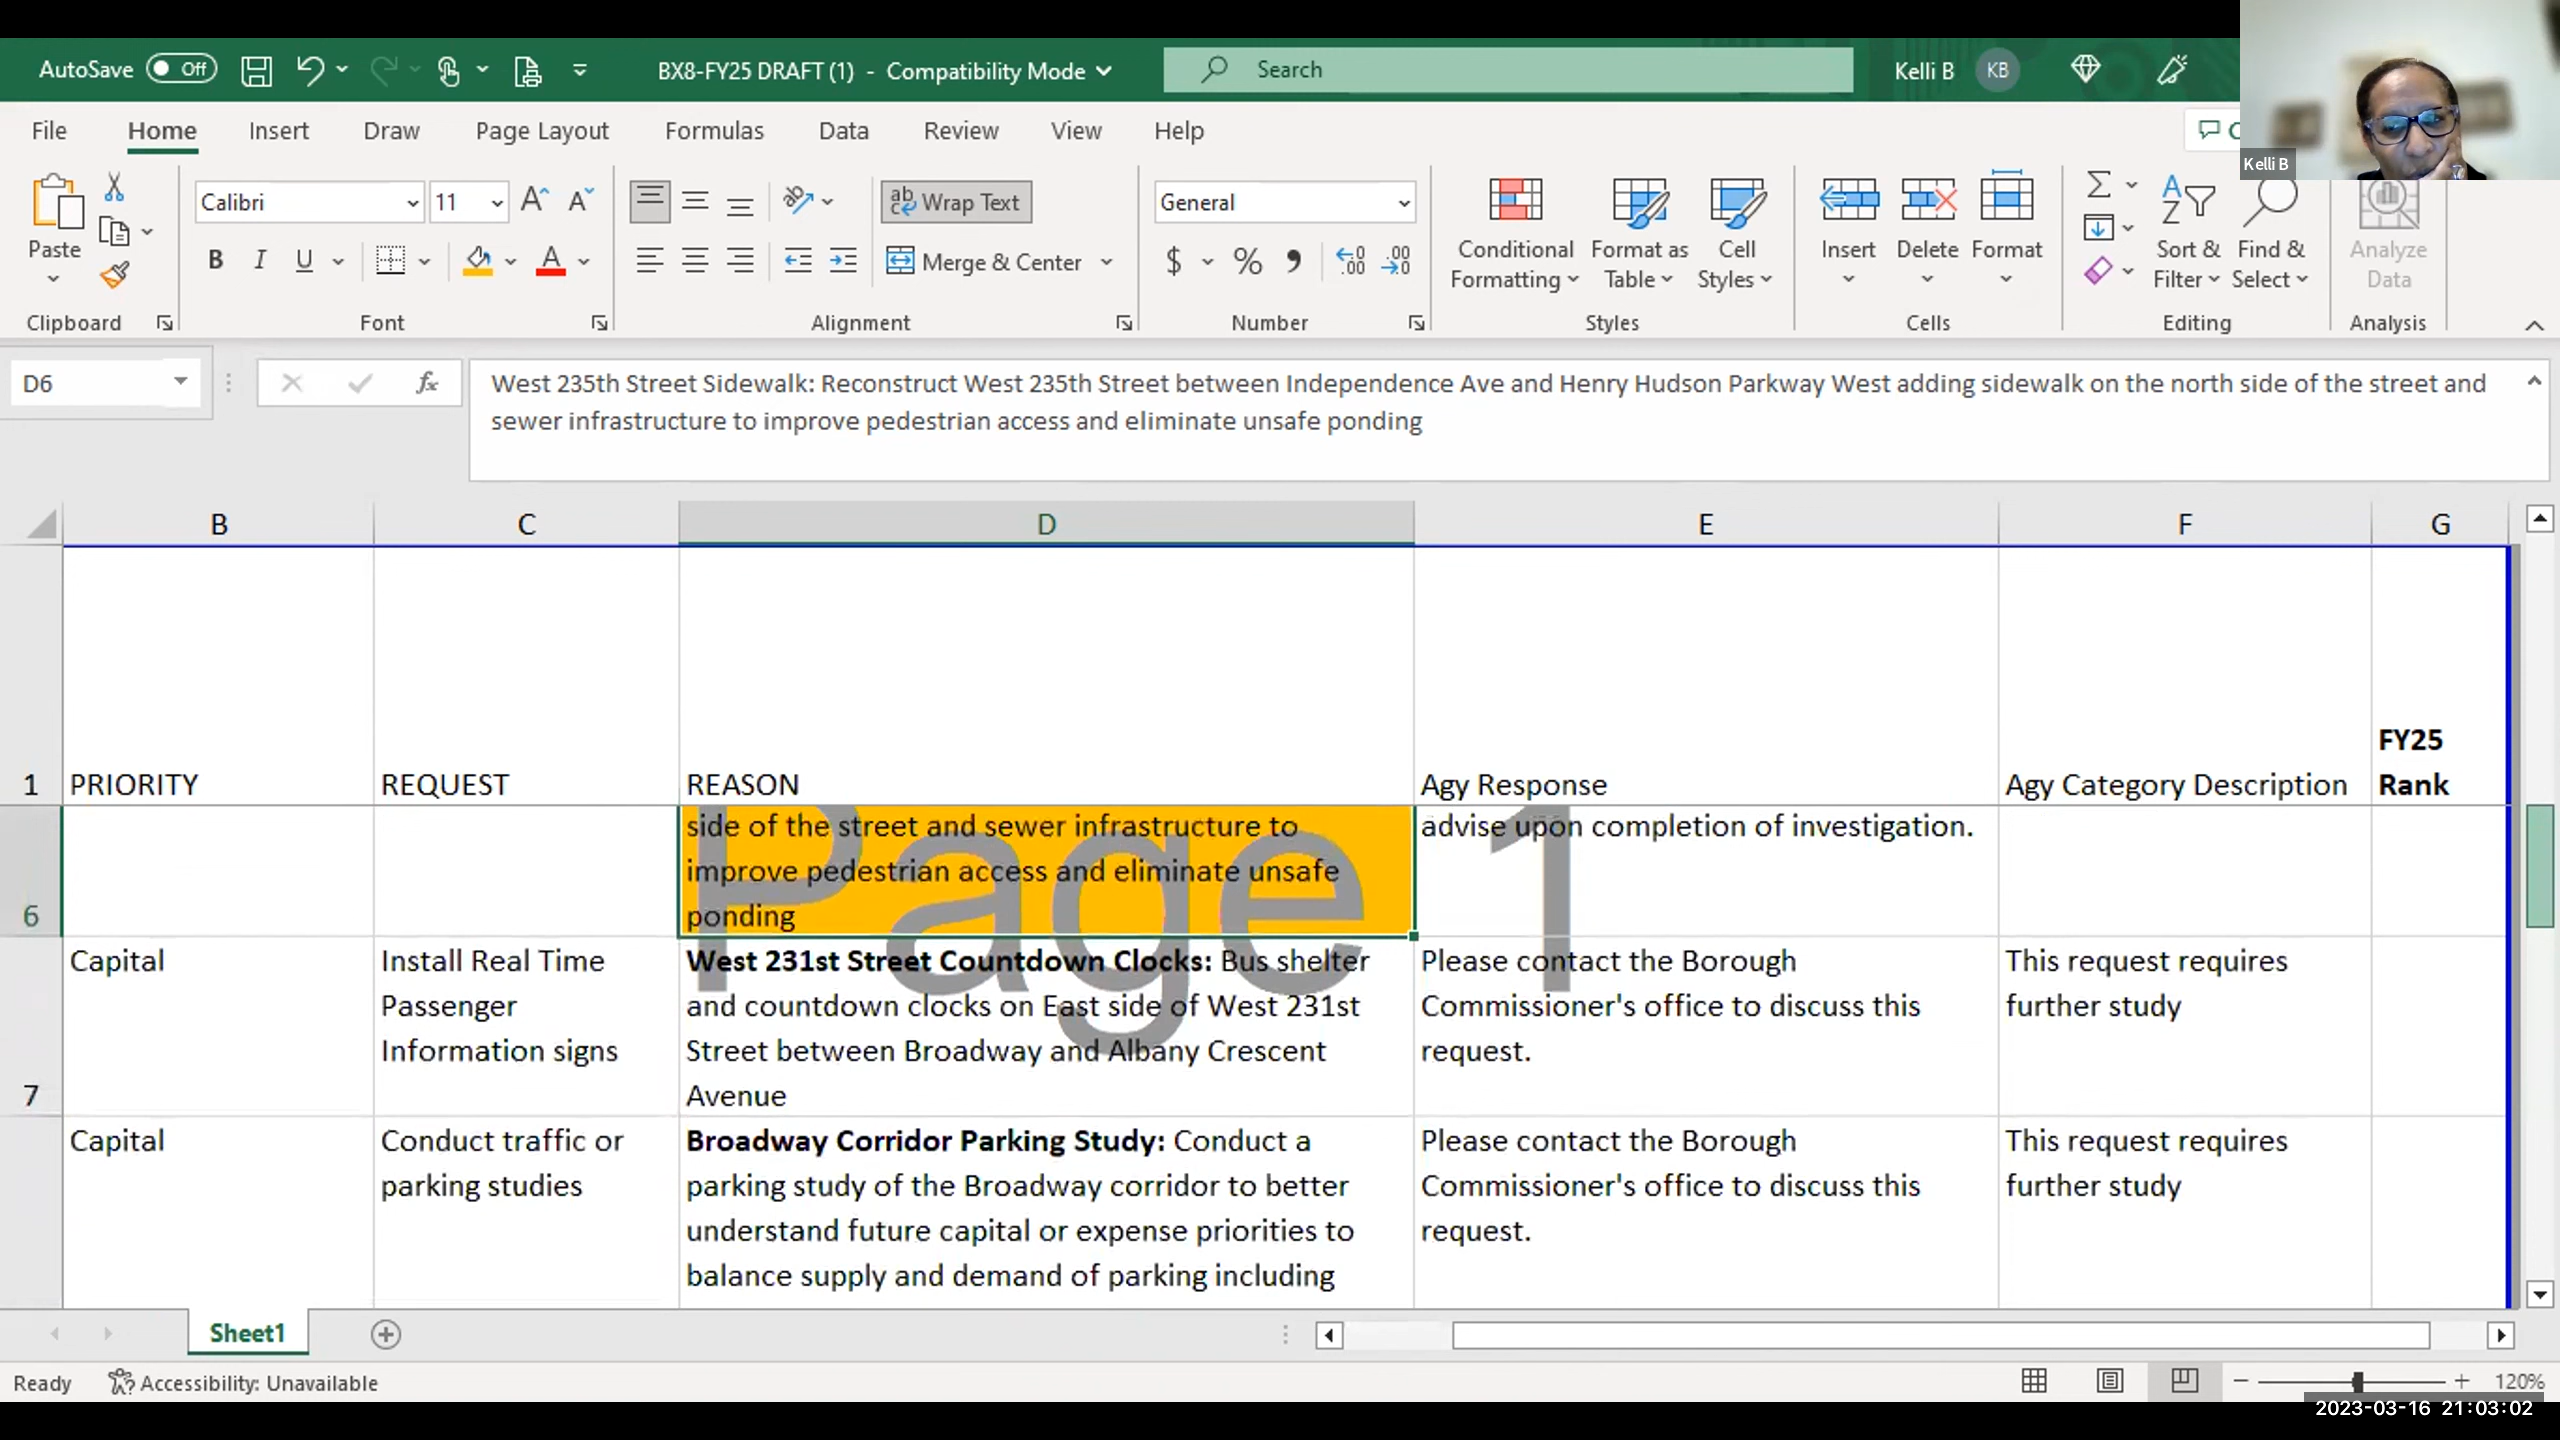 AutoSave Off
BX8-FY25 DRAFT (1) - Compatibility Mode
Search
Kelli B KB
File Home Insert Draw Page Layout Formulas Data Review View Help
Kelli B
Paste
Clipboard
Calibri 11
B I U
Font
Wrap Text
Merge & Center
Alignment
General
$ %
Number
Conditional Formatting
Format as Table
Cell Styles
Styles
Insert Delete Format
Cells
Sort & Filter
Find & Select
Editing
Analyze Data
Analysis
D6
fx
West 235th Street Sidewalk: Reconstruct West 235th Street between Independence Ave and Henry Hudson Parkway West adding sidewalk on the north side of the street and
sewer infrastructure to improve pedestrian access and eliminate unsafe ponding
B C D E F G
1 PRIORITY REQUEST REASON Agy Response Agy Category Description FY25 Rank
Page 1
6
side of the street and sewer infrastructure to
improve pedestrian access and eliminate unsafe
ponding
advise upon completion of investigation.
7
Capital
Install Real Time
Passenger
Information signs
West 231st Street Countdown Clocks: Bus shelter
and countdown clocks on East side of West 231st
Street between Broadway and Albany Crescent
Avenue
Please contact the Borough
Commissioner's office to discuss this
request.
This request requires
further study
Capital
Conduct traffic or
parking studies
Broadway Corridor Parking Study: Conduct a
parking study of the Broadway corridor to better
understand future capital or expense priorities to
balance supply and demand of parking including
Please contact the Borough
Commissioner's office to discuss this
request.
This request requires
further study
Sheet1
Ready
Accessibility: Unavailable
120%
2023-03-16 21:03:02